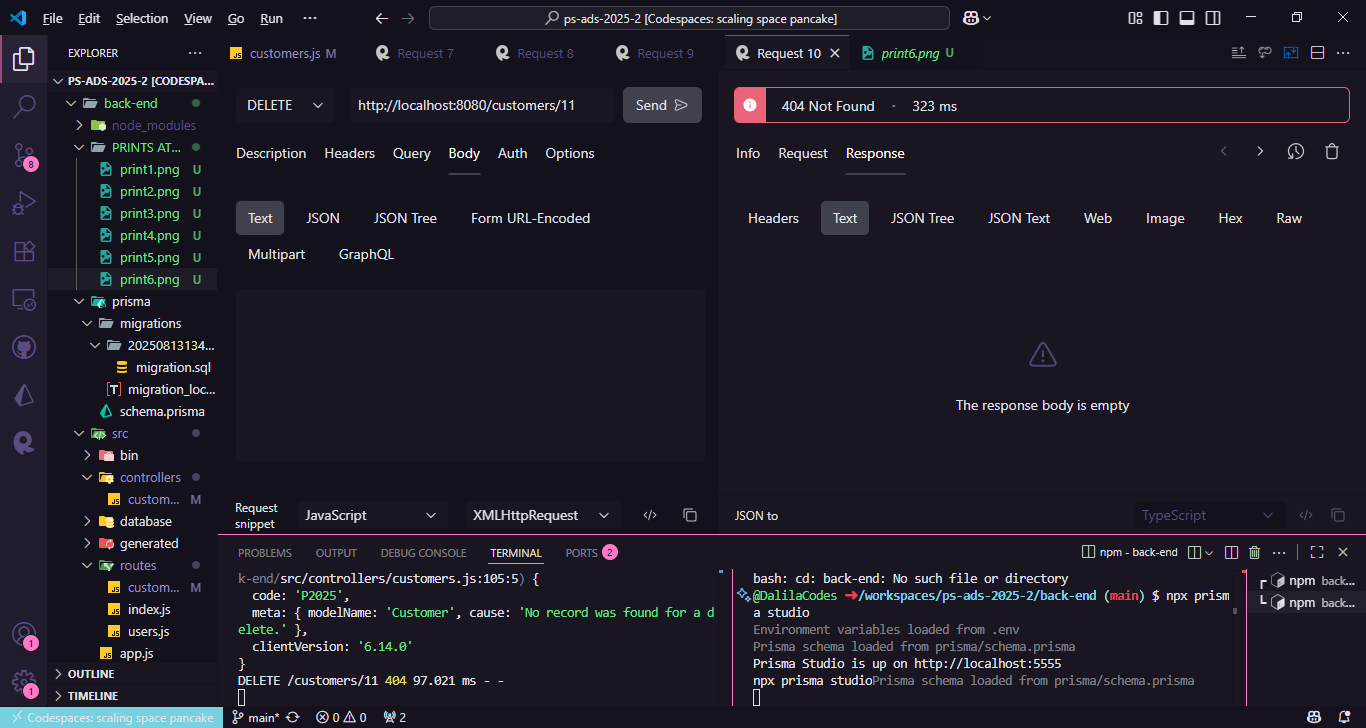 File Edit Selection View Go Run ··· ps-ads-2025-2 [Codespaces: scaling space pancake]
EXPLORER ···
PS-ADS-2025-2 [CODESPA...
back-end
node_modules
PRINTS AT...
print1.png U
print2.png U
print3.png U
print4.png U
print5.png U
print6.png U
prisma
migrations
20250813134...
migration.sql
migration_loc...
schema.prisma
src
bin
controllers
custom... M
database
generated
routes
custom... M
index.js
users.js
app.js
OUTLINE
TIMELINE
8
1
1
customers.js M Request 7 Request 8 Request 9 Request 10 print6.png U
DELETE http://localhost:8080/customers/11 Send
Description Headers Query Body Auth Options
Text JSON JSON Tree Form URL-Encoded
Multipart GraphQL
Request
snippet
JavaScript XMLHttpRequest
404 Not Found - 323 ms
Info Request Response
Headers Text JSON Tree JSON Text Web Image Hex Raw
The response body is empty
JSON to TypeScript
PROBLEMS OUTPUT DEBUG CONSOLE TERMINAL PORTS 2 npm - back-end
k-end/src/controllers/customers.js:105:5) {
code: 'P2025',
meta: { modelName: 'Customer', cause: 'No record was found for a d
elete.' },
clientVersion: '6.14.0'
}
DELETE /customers/11 404 97.021 ms - -
bash: cd: back-end: No such file or directory
@DalilaCodes ➜/workspaces/ps-ads-2025-2/back-end (main) $ npx prism
a studio
Environment variables loaded from .env
Prisma schema loaded from prisma/schema.prisma
Prisma Studio is up on http://localhost:5555
npx prisma studioPrisma schema loaded from prisma/schema.prisma
npm back...
npm back...
Codespaces: scaling space pancake main* 0 0 2